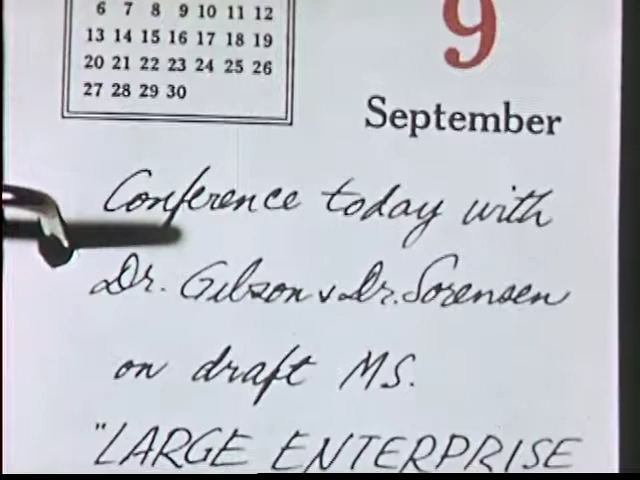 6 7 8 9 10 11 12
13 14 15 16 17 18 19
20 21 22 23 24 25 26
27 28 29 30
9
September
Conference today with
Dr. Gibson & Dr. Sorensen
on draft MS.
"LARGE ENTERPRISE